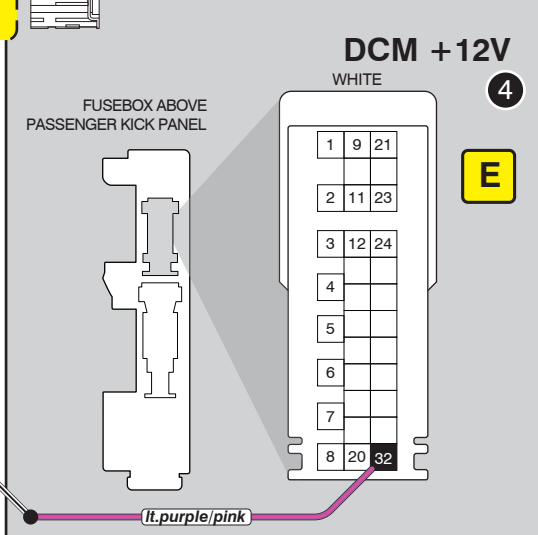 DCM +12V
WHITE
4
FUSEBOX ABOVE
PASSENGER KICK PANEL
E
1 9 21
2 11 23
3 12 24
4
5
6
7
8 20 32
lt.purple/pink